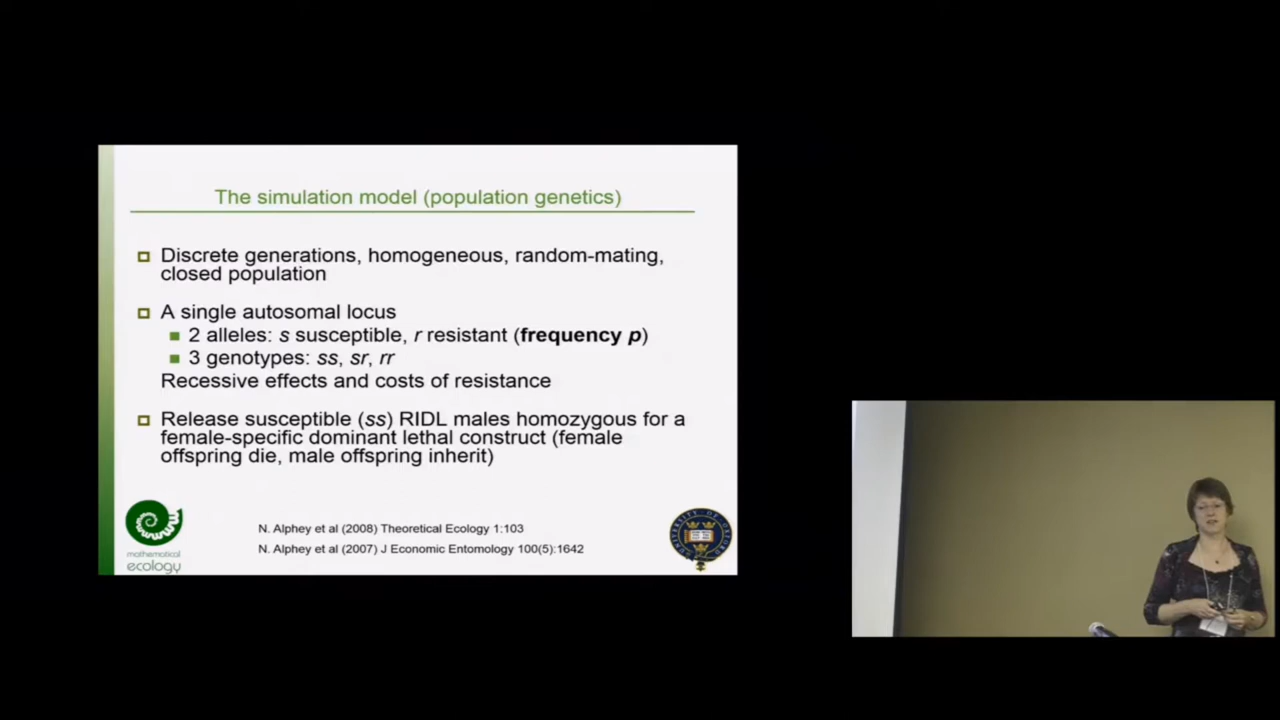 The simulation model (population genetics)
Discrete generations, homogeneous, random-mating,
closed population
A single autosomal locus
2 alleles: s susceptible, r resistant (frequency p)
3 genotypes: ss, sr, rr
Recessive effects and costs of resistance
Release susceptible (ss) RIDL males homozygous for a
female-specific dominant lethal construct (female
offspring die, male offspring inherit)
N. Alphey et al (2008) Theoretical Ecology 1:103
N. Alphey et al (2007) J Economic Entomology 100(5):1642
mathematical
ecology
UNIVERSITY OF OXFORD